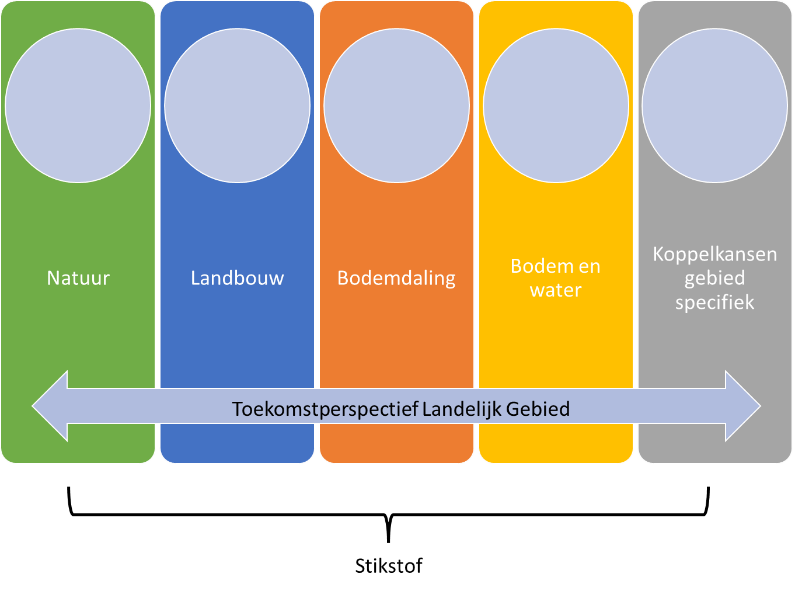 Natuur
Landbouw
Bodemdaling
Bodem en
water
Koppelkansen
gebied
specifiek
Toekomstperspectief Landelijk Gebied
Stikstof